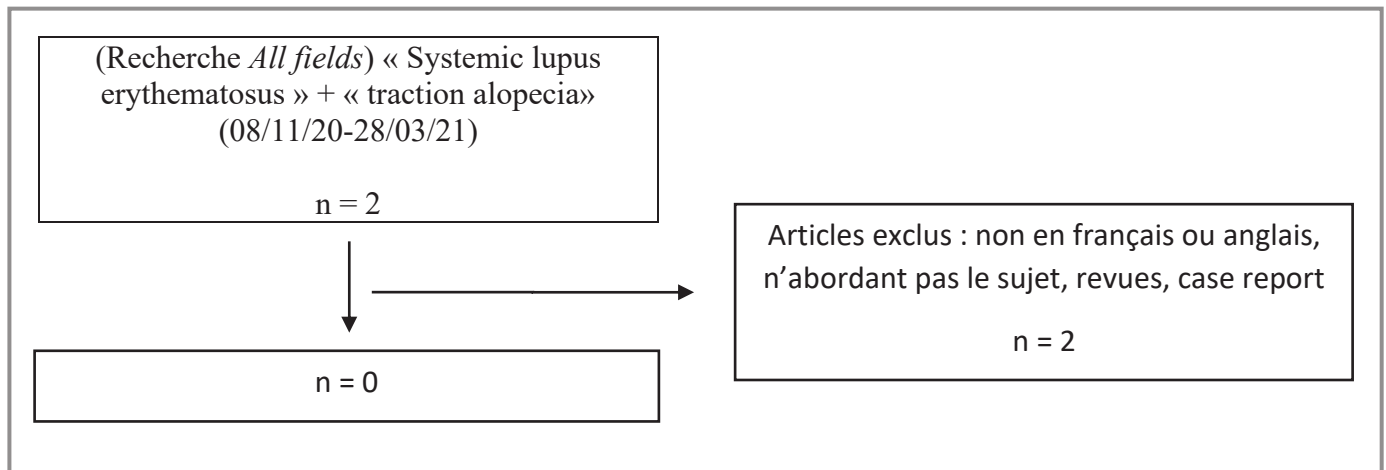 (Recherche All fields) « Systemic lupus
erythematosus » + « traction alopecia»
(08/11/20-28/03/21)
n = 2
Articles exclus : non en français ou anglais,
n’abordant pas le sujet, revues, case report
n = 2
n = 0